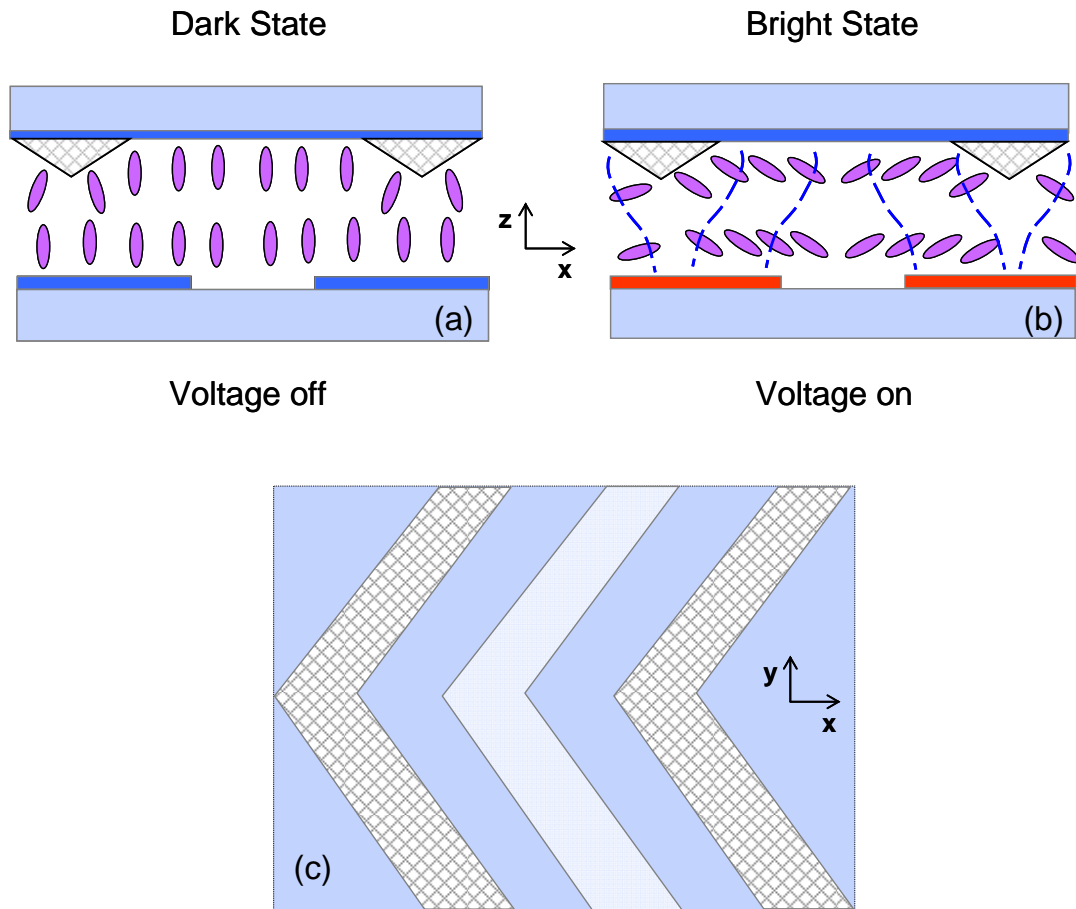 Dark State
Bright State
z
x
(a)
(b)
Voltage off
Voltage on
y
x
(c)